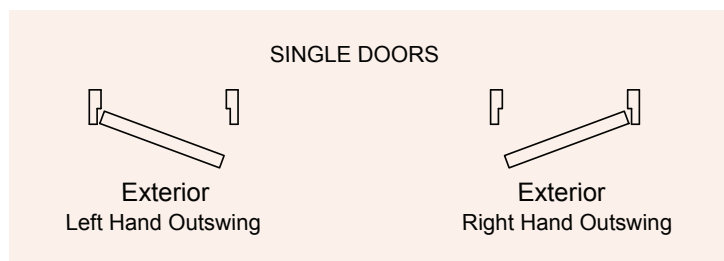 SINGLE DOORS
Exterior
Left Hand Outswing
Exterior
Right Hand Outswing